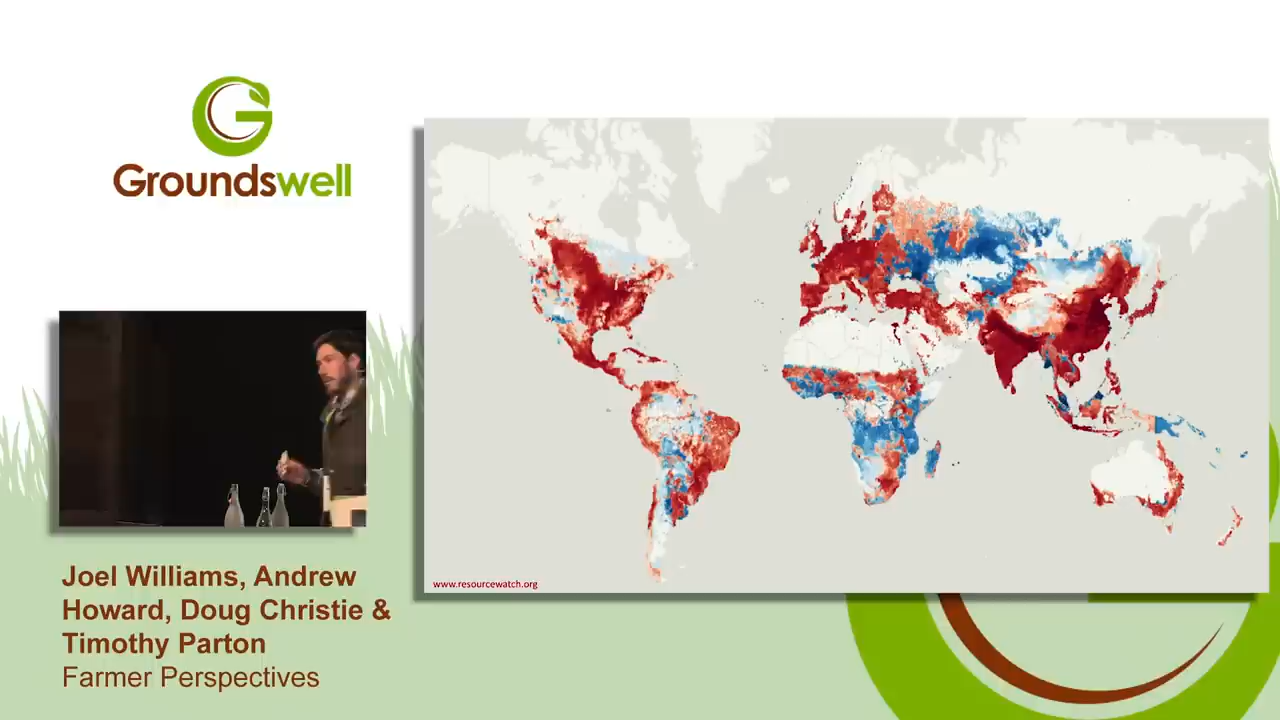 Groundswell
www.resourcewatch.org
Joel Williams, Andrew
Howard, Doug Christie &
Timothy Parton
Farmer Perspectives